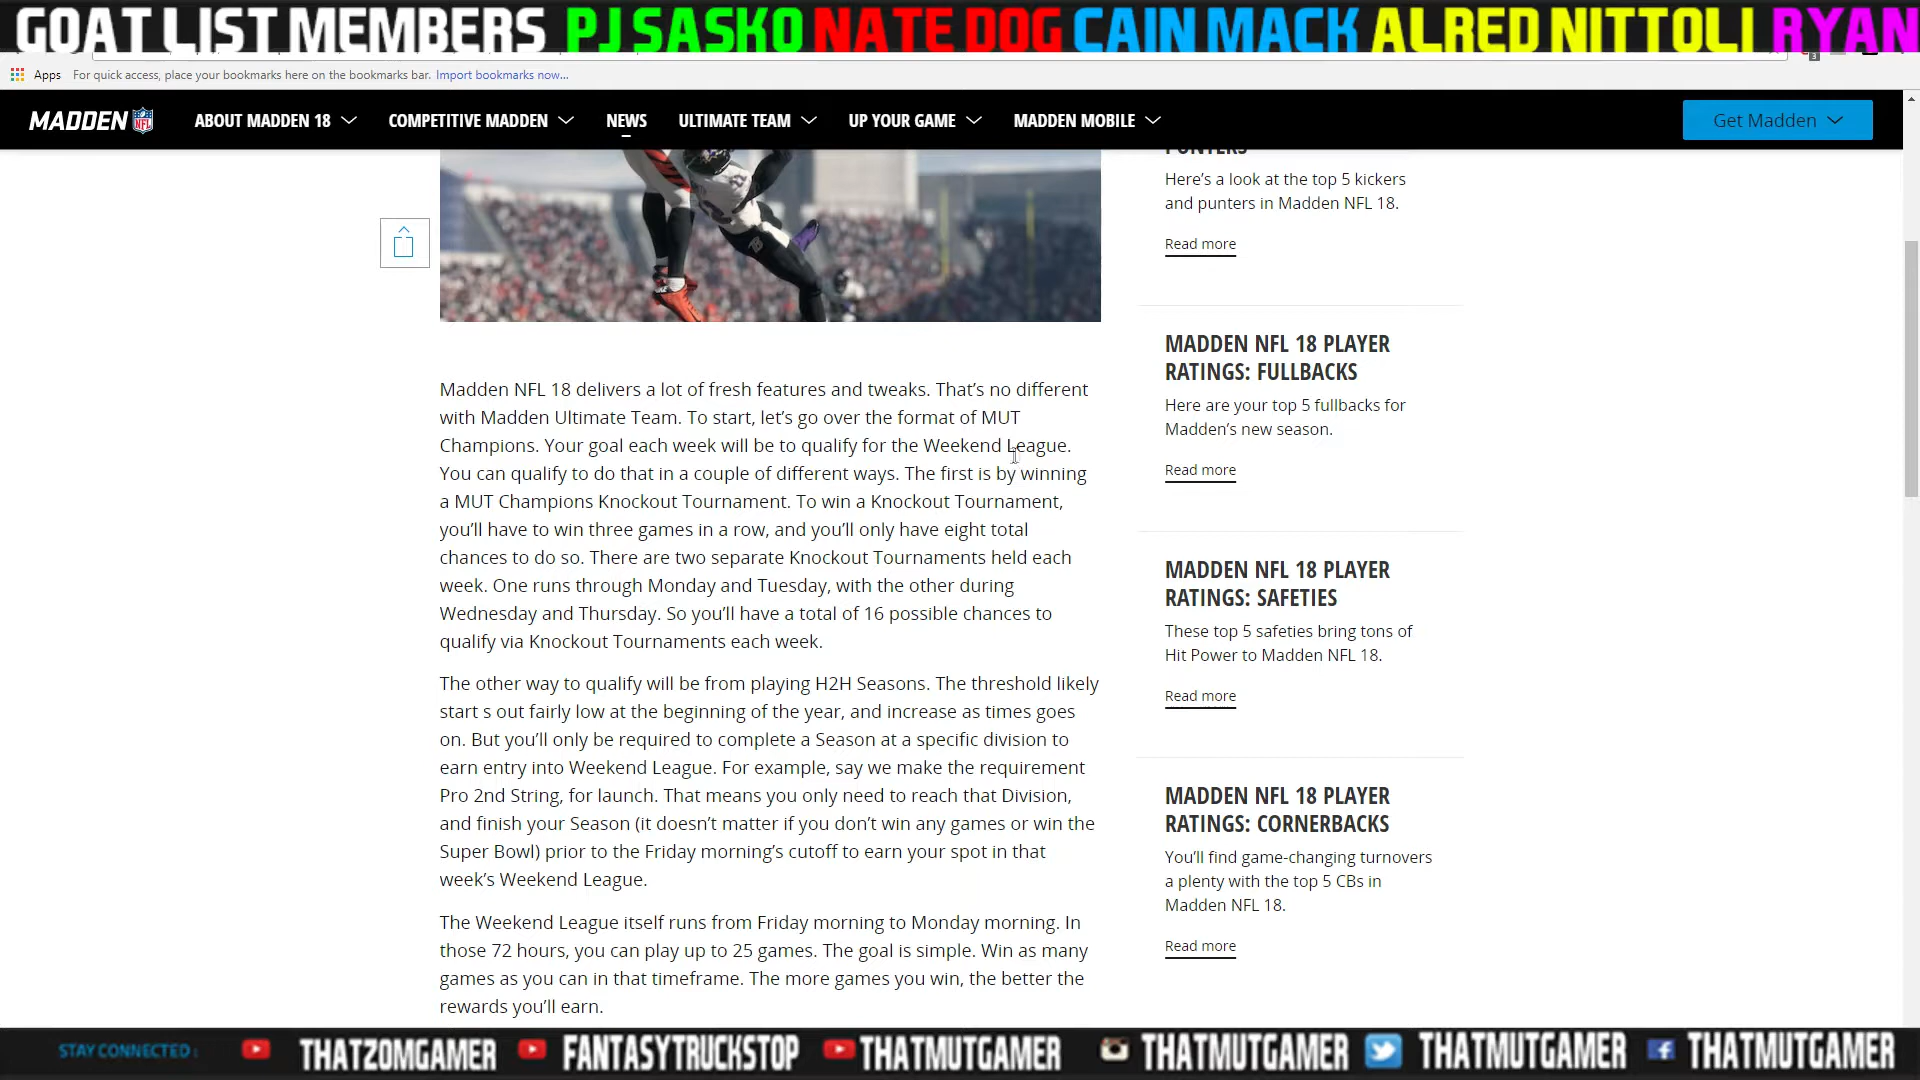 GOAT LIST MEMBERS PJ SASKO NATE DOG CAIN MACK ALRED NITTOLI RYAN
3
Apps For quick access, place your bookmarks here on the bookmarks bar. Import bookmarks now...
MADDEN NFL ABOUT MADDEN 18 COMPETITIVE MADDEN NEWS ULTIMATE TEAM UP YOUR GAME MADDEN MOBILE Get Madden
Madden NFL 18 delivers a lot of fresh features and tweaks. That's no different
with Madden Ultimate Team. To start, let's go over the format of MUT
Champions. Your goal each week will be to qualify for the Weekend League.
You can qualify to do that in a couple of different ways. The first is by winning
a MUT Champions Knockout Tournament. To win a Knockout Tournament,
you'll have to win three games in a row, and you'll only have eight total
chances to do so. There are two separate Knockout Tournaments held each
week. One runs through Monday and Tuesday, with the other during
Wednesday and Thursday. So you'll have a total of 16 possible chances to
qualify via Knockout Tournaments each week.
The other way to qualify will be from playing H2H Seasons. The threshold likely
start s out fairly low at the beginning of the year, and increase as times goes
on. But you'll only be required to complete a Season at a specific division to
earn entry into Weekend League. For example, say we make the requirement
Pro 2nd String, for launch. That means you only need to reach that Division,
and finish your Season (it doesn't matter if you don't win any games or win the
Super Bowl) prior to the Friday morning's cutoff to earn your spot in that
week's Weekend League.
The Weekend League itself runs from Friday morning to Monday morning. In
those 72 hours, you can play up to 25 games. The goal is simple. Win as many
games as you can in that timeframe. The more games you win, the better the
rewards you'll earn.
PUNTERS
Here's a look at the top 5 kickers
and punters in Madden NFL 18.
Read more
MADDEN NFL 18 PLAYER
RATINGS: FULLBACKS
Here are your top 5 fullbacks for
Madden's new season.
Read more
MADDEN NFL 18 PLAYER
RATINGS: SAFETIES
These top 5 safeties bring tons of
Hit Power to Madden NFL 18.
Read more
MADDEN NFL 18 PLAYER
RATINGS: CORNERBACKS
You'll find game-changing turnovers
a plenty with the top 5 CBs in
Madden NFL 18.
Read more
STAY CONNECTED: THATZOMGAMER FANTASYTRUCKSTOP THATMUTGAMER THATMUTGAMER THATMUTGAMER THATMUTGAMER